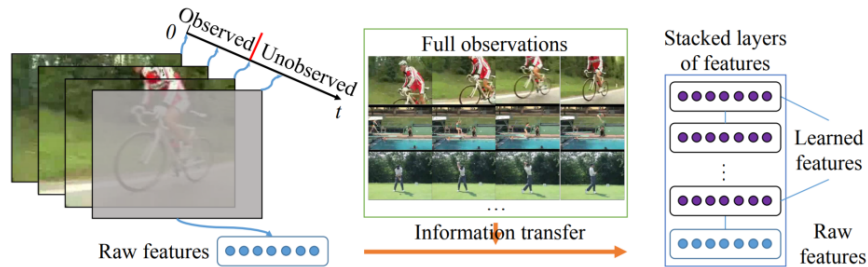 0
Observed
Unobserved
t
Raw features
Full observations
...
Information transfer
Stacked layers
of features
...
Learned
features
Raw
features